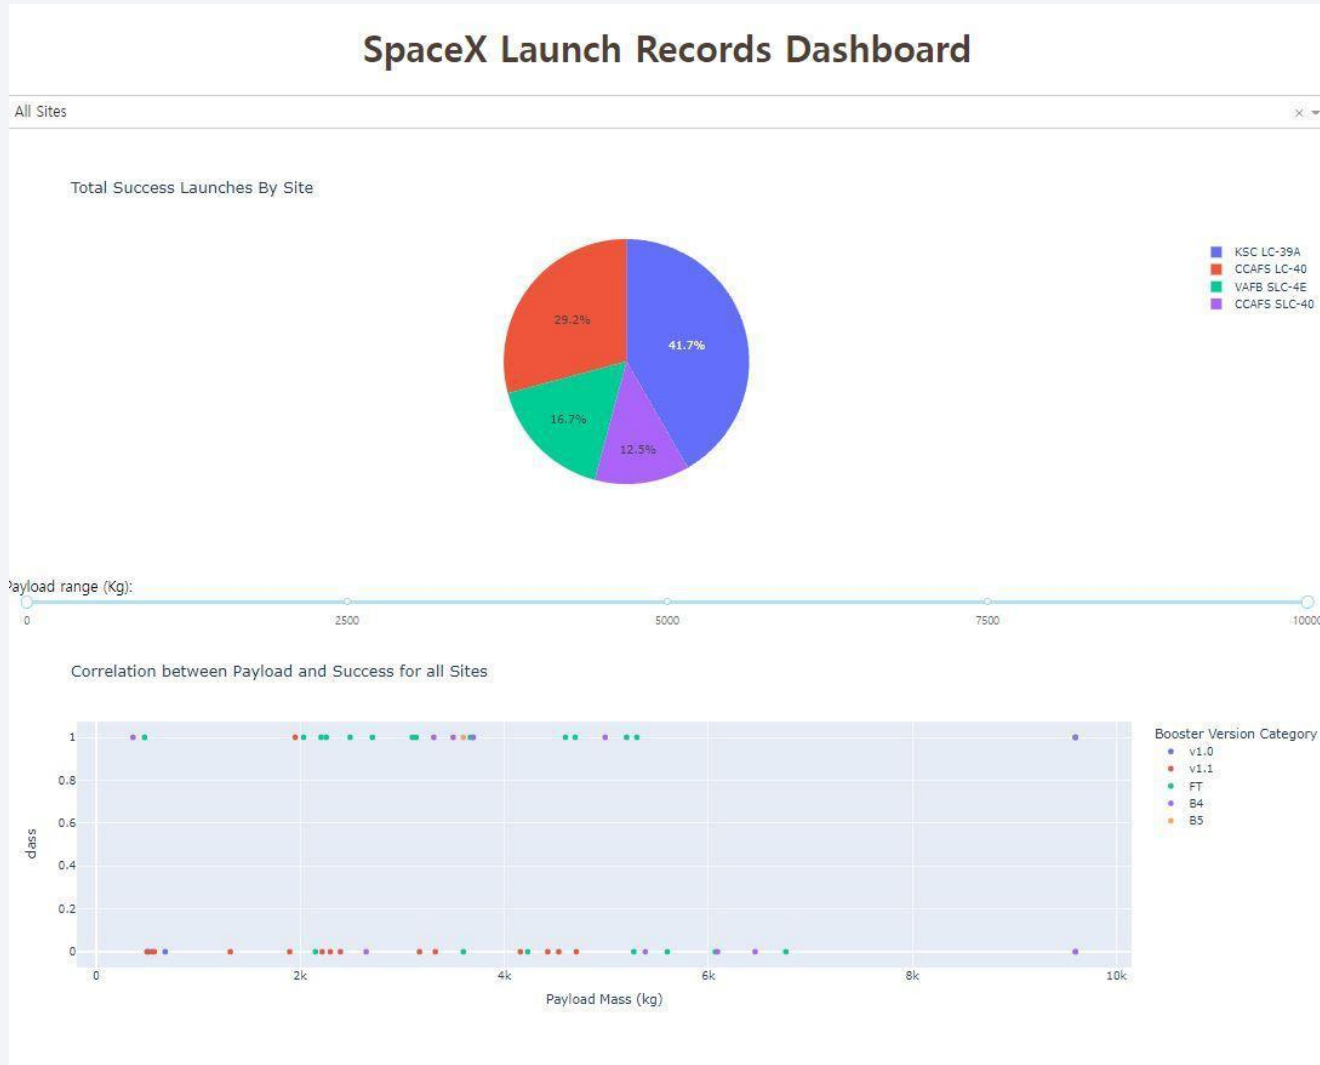 SpaceX Launch Records Dashboard
All Sites
×
Total Success Launches By Site
KSC LC-39A
CCAFS LC-40
VAFB SLC-4E
CCAFS SLC-40
29.2%
41.7%
16.7%
12.5%
Payload range (Kg):
0 2500 5000 7500 10000
Correlation between Payload and Success for all Sites
Booster Version Category
v1.0
v1.1
FT
B4
B5
class
1
0.8
0.6
0.4
0.2
0
0 2k 4k 6k 8k 10k
Payload Mass (kg)